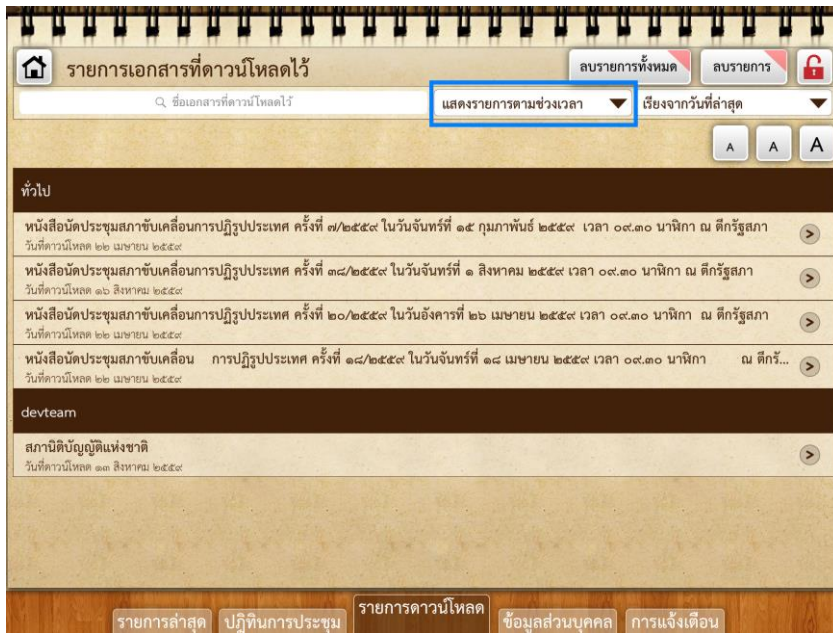 รายการเอกสารที่ดาวน์โหลดไว้
ลบรายการทั้งหมด
ลบรายการ
ชื่อเอกสารที่ดาวน์โหลดไว้
แสดงรายการตามช่วงเวลา
เรียงจากวันที่ล่าสุด
A A A
ทั่วไป
หนังสือนัดประชุมสภาขับเคลื่อนการปฏิรูปประเทศ ครั้งที่ ๗/๒๕๕๙ ในวันจันทร์ที่ ๑๕ กุมภาพันธ์ ๒๕๕๙ เวลา ๐๙.๓๐ นาฬิกา ณ ตึกรัฐสภา
วันที่ดาวน์โหลด ๒๒ เมษายน ๒๕๕๙
หนังสือนัดประชุมสภาขับเคลื่อนการปฏิรูปประเทศ ครั้งที่ ๓๘/๒๕๕๙ ในวันจันทร์ที่ ๑ สิงหาคม ๒๕๕๙ เวลา ๐๙.๓๐ นาฬิกา ณ ตึกรัฐสภา
วันที่ดาวน์โหลด ๑๖ สิงหาคม ๒๕๕๙
หนังสือนัดประชุมสภาขับเคลื่อนการปฏิรูปประเทศ ครั้งที่ ๒๐/๒๕๕๙ ในวันอังคารที่ ๒๖ เมษายน ๒๕๕๙ เวลา ๐๙.๓๐ นาฬิกา ณ ตึกรัฐสภา
วันที่ดาวน์โหลด ๒๒ เมษายน ๒๕๕๙
หนังสือนัดประชุมสภาขับเคลื่อน การปฏิรูปประเทศ ครั้งที่ ๑๘/๒๕๕๙ ในวันจันทร์ที่ ๑๘ เมษายน ๒๕๕๙ เวลา ๐๙.๓๐ นาฬิกา ณ ตึกรั...
วันที่ดาวน์โหลด ๒๒ เมษายน ๒๕๕๙
devteam
สภานิติบัญญัติแห่งชาติ
วันที่ดาวน์โหลด ๑๓ สิงหาคม ๒๕๕๙
รายการล่าสุด
ปฏิทินการประชุม
รายการดาวน์โหลด
ข้อมูลส่วนบุคคล
การแจ้งเตือน